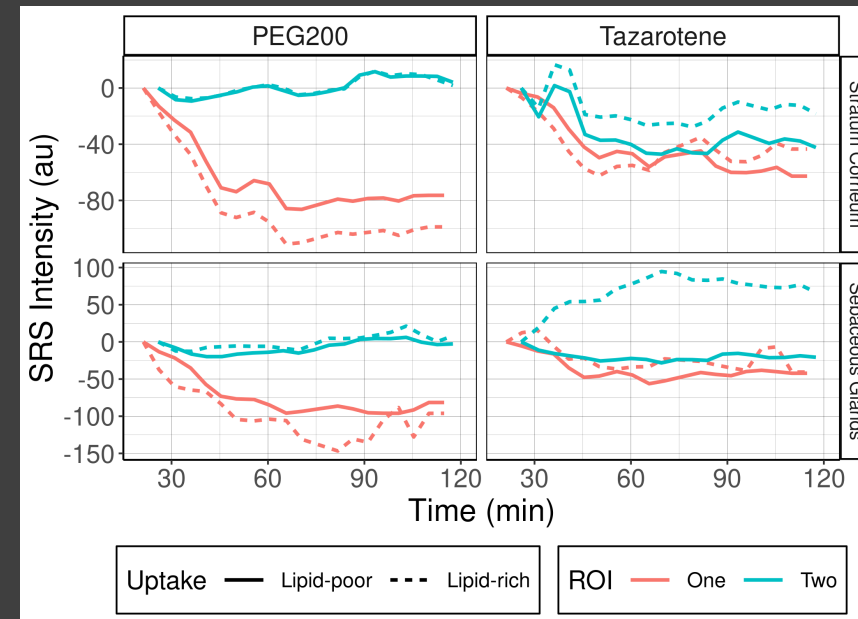 PEG200
Tazarotene
0
-40
-80
Stratum Corneum
100
50
0
-50
-100
-150
Sebaceous Glands
SRS Intensity (au)
30
60
90
120
30
60
90
120
Time (min)
Uptake
Lipid-poor
Lipid-rich
ROI
One
Two